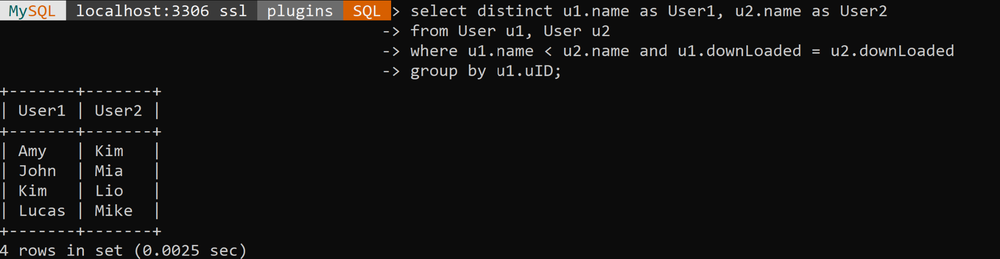 MySQL localhost:3306 ssl plugins SQL > select distinct u1.name as User1, u2.name as User2
-> from User u1, User u2
-> where u1.name < u2.name and u1.downLoaded = u2.downLoaded
-> group by u1.uID;
+-------+-------+
| User1 | User2 |
+-------+-------+
| Amy   | Kim   |
| John  | Mia   |
| Kim   | Lio   |
| Lucas | Mike  |
+-------+-------+
4 rows in set (0.0025 sec)